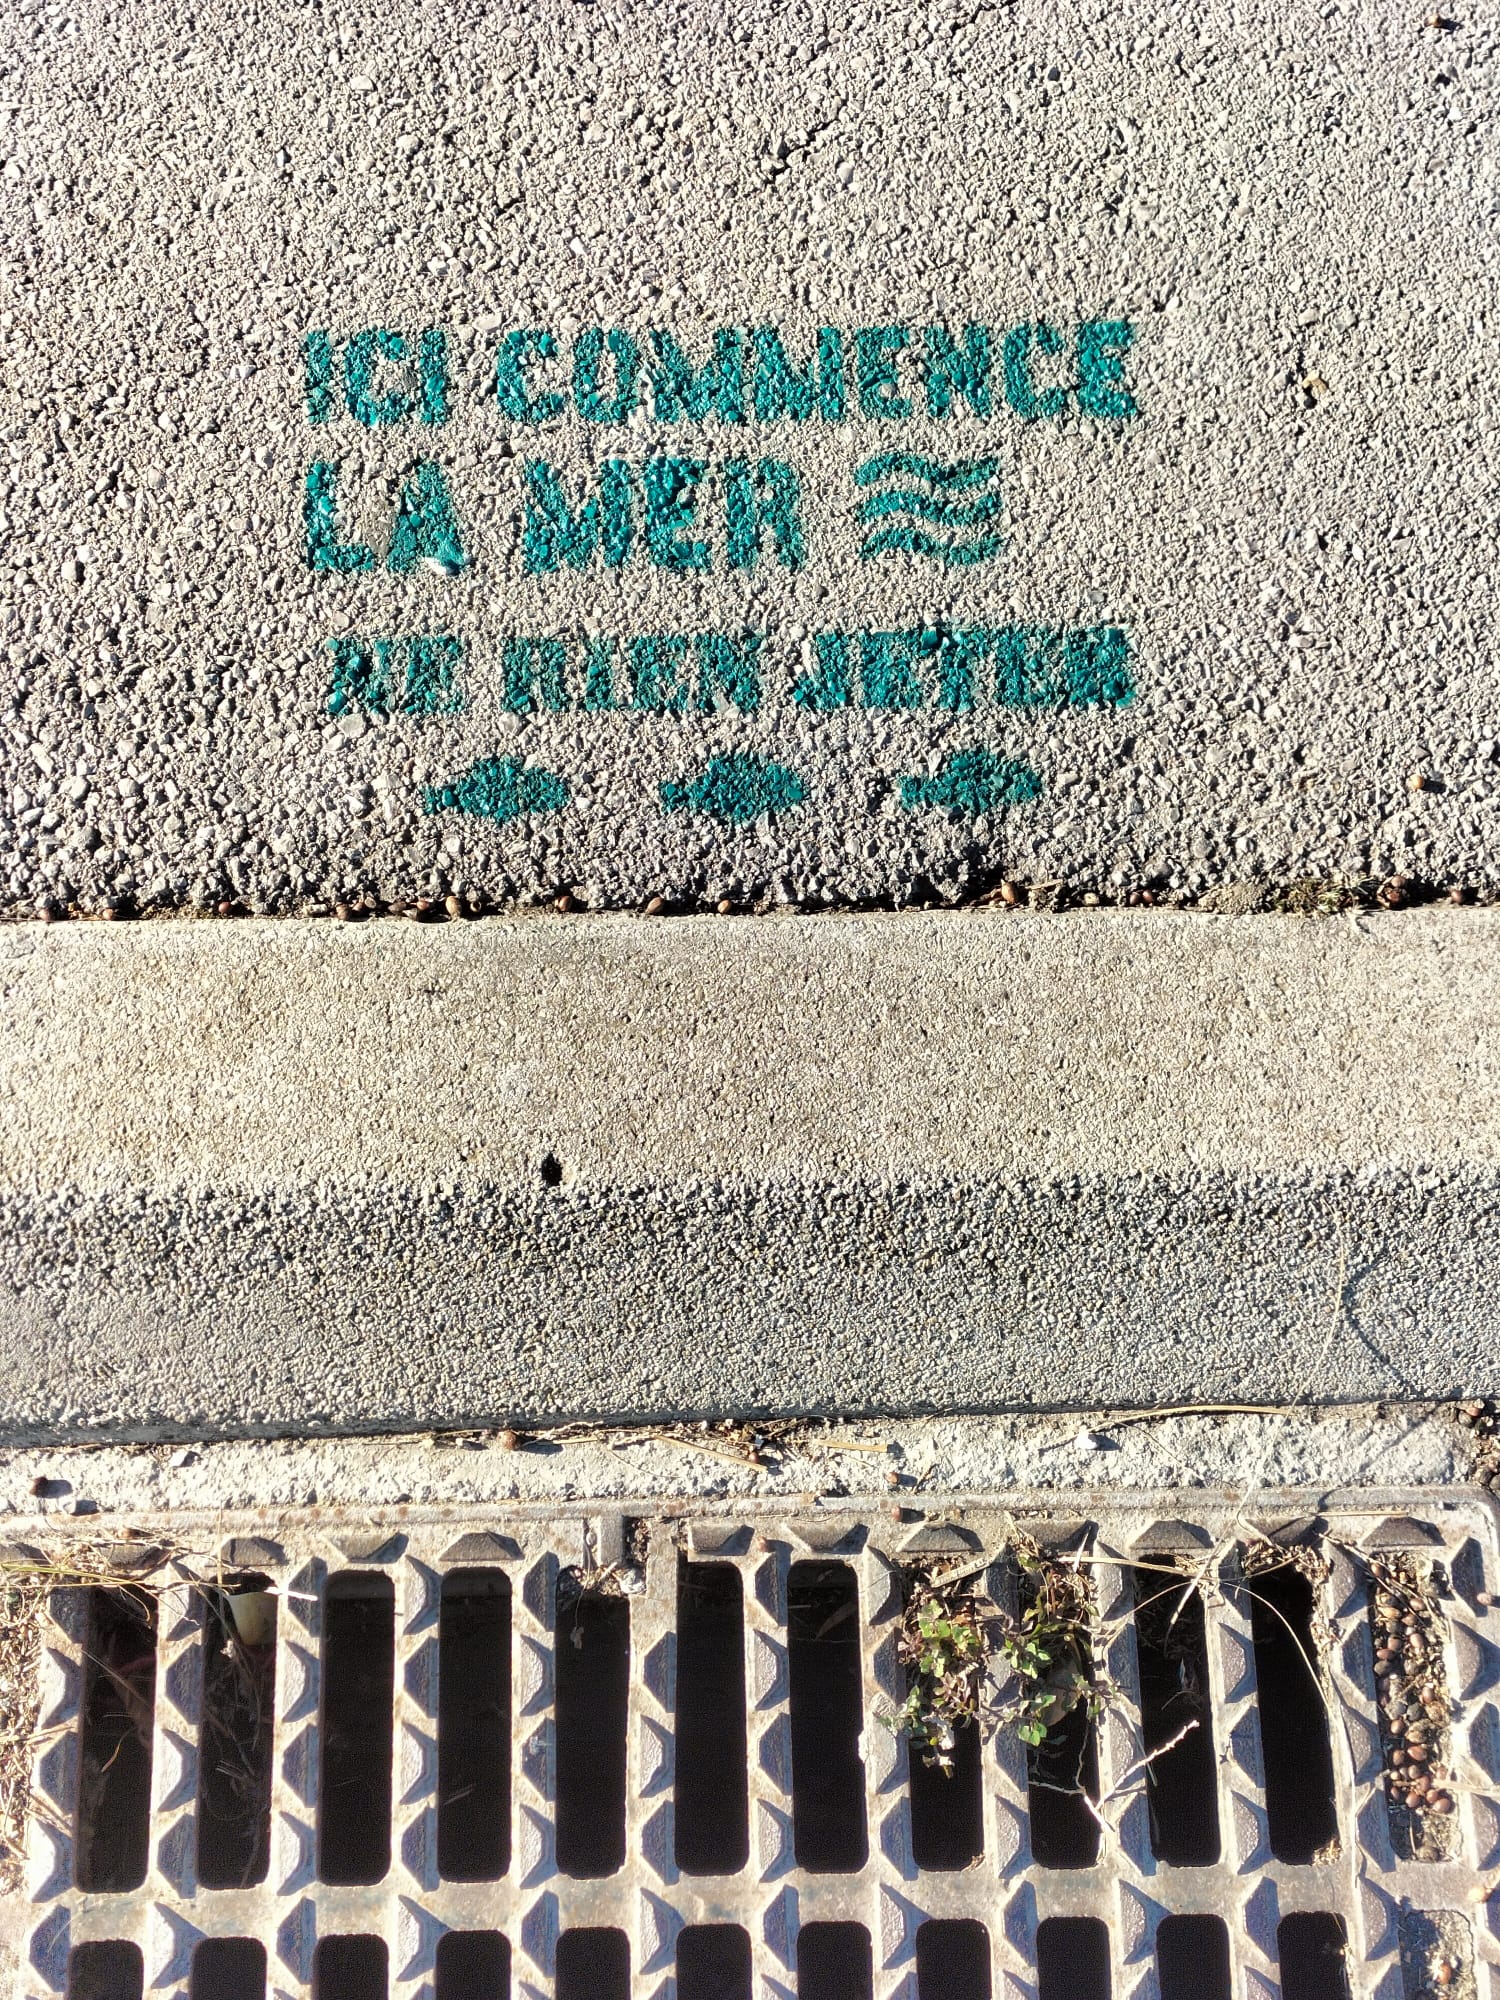 ICI COMMENCE
LA MER
NE RIEN JETER